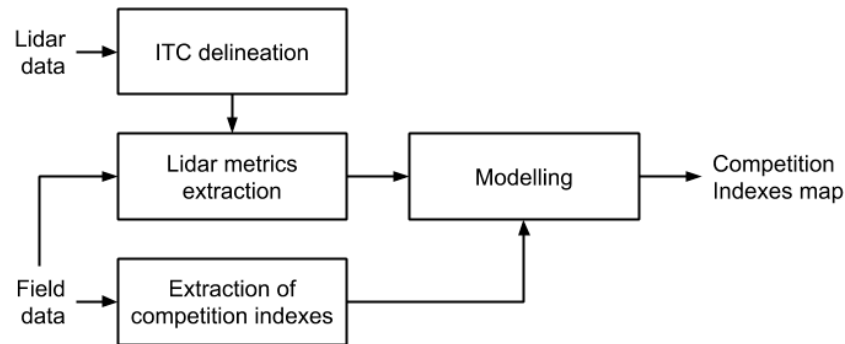 Lidar
data
ITC delineation
Lidar metrics
extraction
Modelling
Competition
Indexes map
Field
data
Extraction of
competition indexes